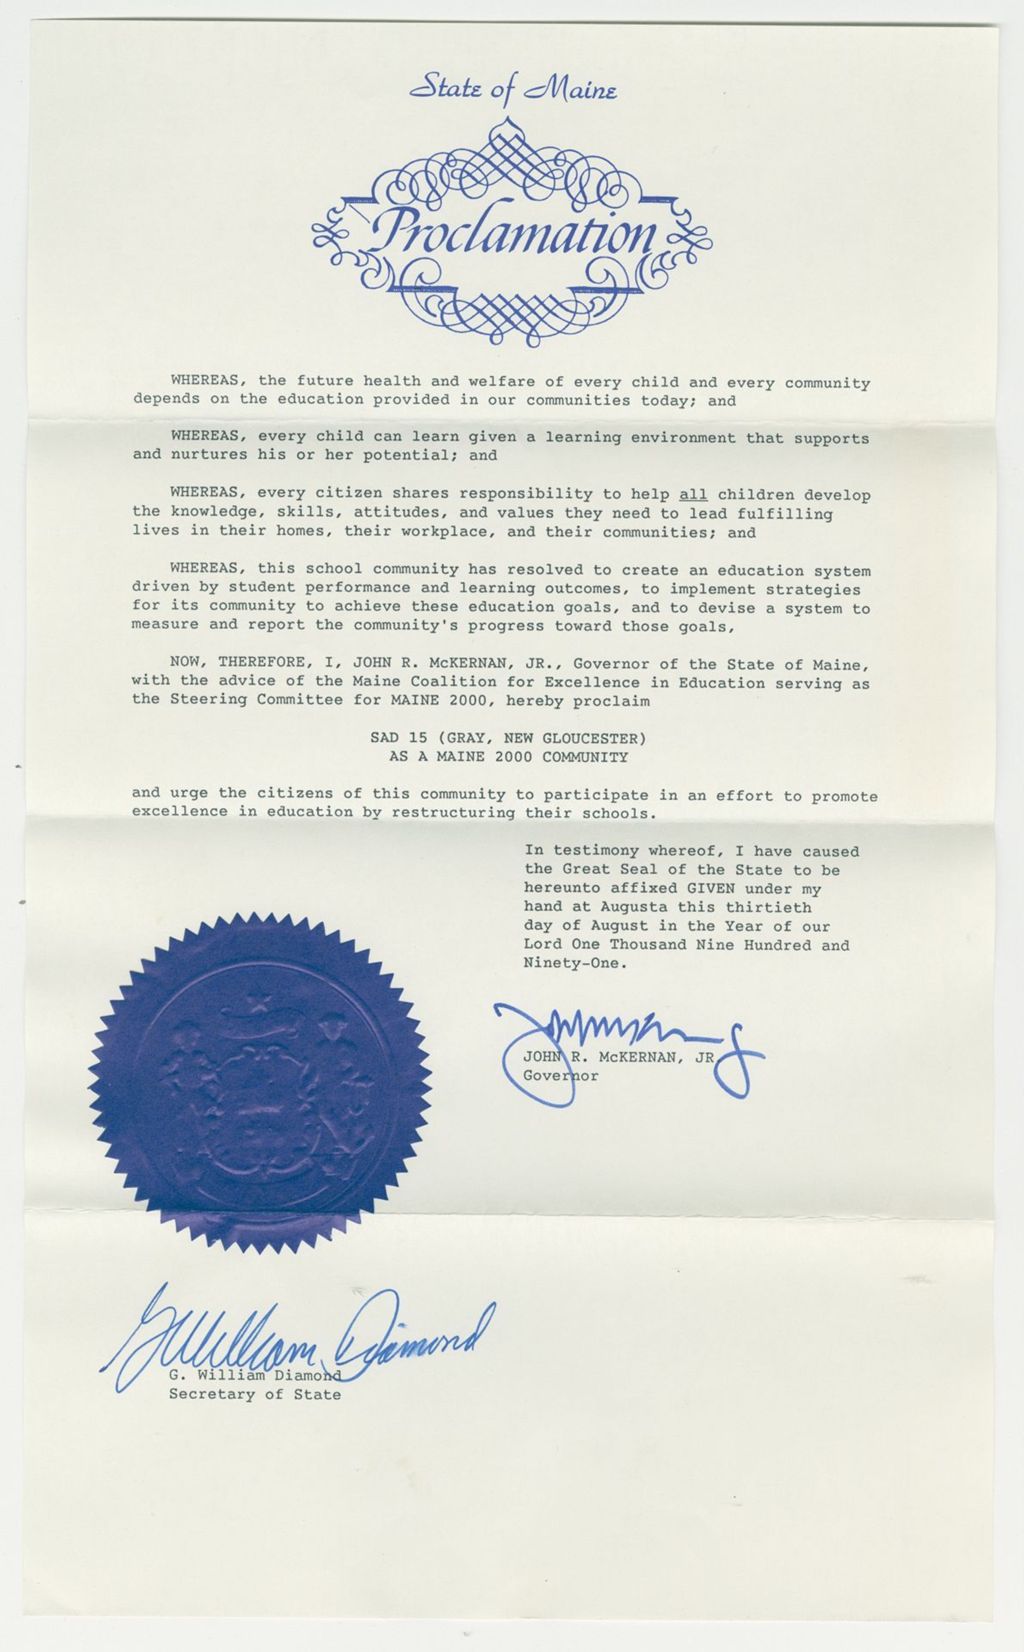 State of Maine
Proclamation
WHEREAS, the future health and welfare of every child and every community
depends on the education provided in our communities today; and
WHEREAS, every child can learn given a learning environment that supports
and nurtures his or her potential; and
WHEREAS, every citizen shares responsibility to help all children develop
the knowledge, skills, attitudes, and values they need to lead fulfilling
lives in their homes, their workplace, and their communities; and
WHEREAS, this school community has resolved to create an education system
driven by student performance and learning outcomes, to implement strategies
for its community to achieve these education goals, and to devise a system to
measure and report the community's progress toward those goals,
NOW, THEREFORE, I, JOHN R. McKERNAN, JR., Governor of the State of Maine,
with the advice of the Maine Coalition for Excellence in Education serving as
the Steering Committee for MAINE 2000, hereby proclaim
SAD 15 (GRAY, NEW GLOUCESTER)
AS A MAINE 2000 COMMUNITY
and urge the citizens of this community to participate in an effort to promote
excellence in education by restructuring their schools.
In testimony whereof, I have caused
the Great Seal of the State to be
hereunto affixed GIVEN under my
hand at Augusta this thirtieth
day of August in the Year of our
Lord One Thousand Nine Hundred and
Ninety-One.
JOHN R. McKERNAN, JR
Governor
G William Diamond
G. William Diamond
Secretary of State